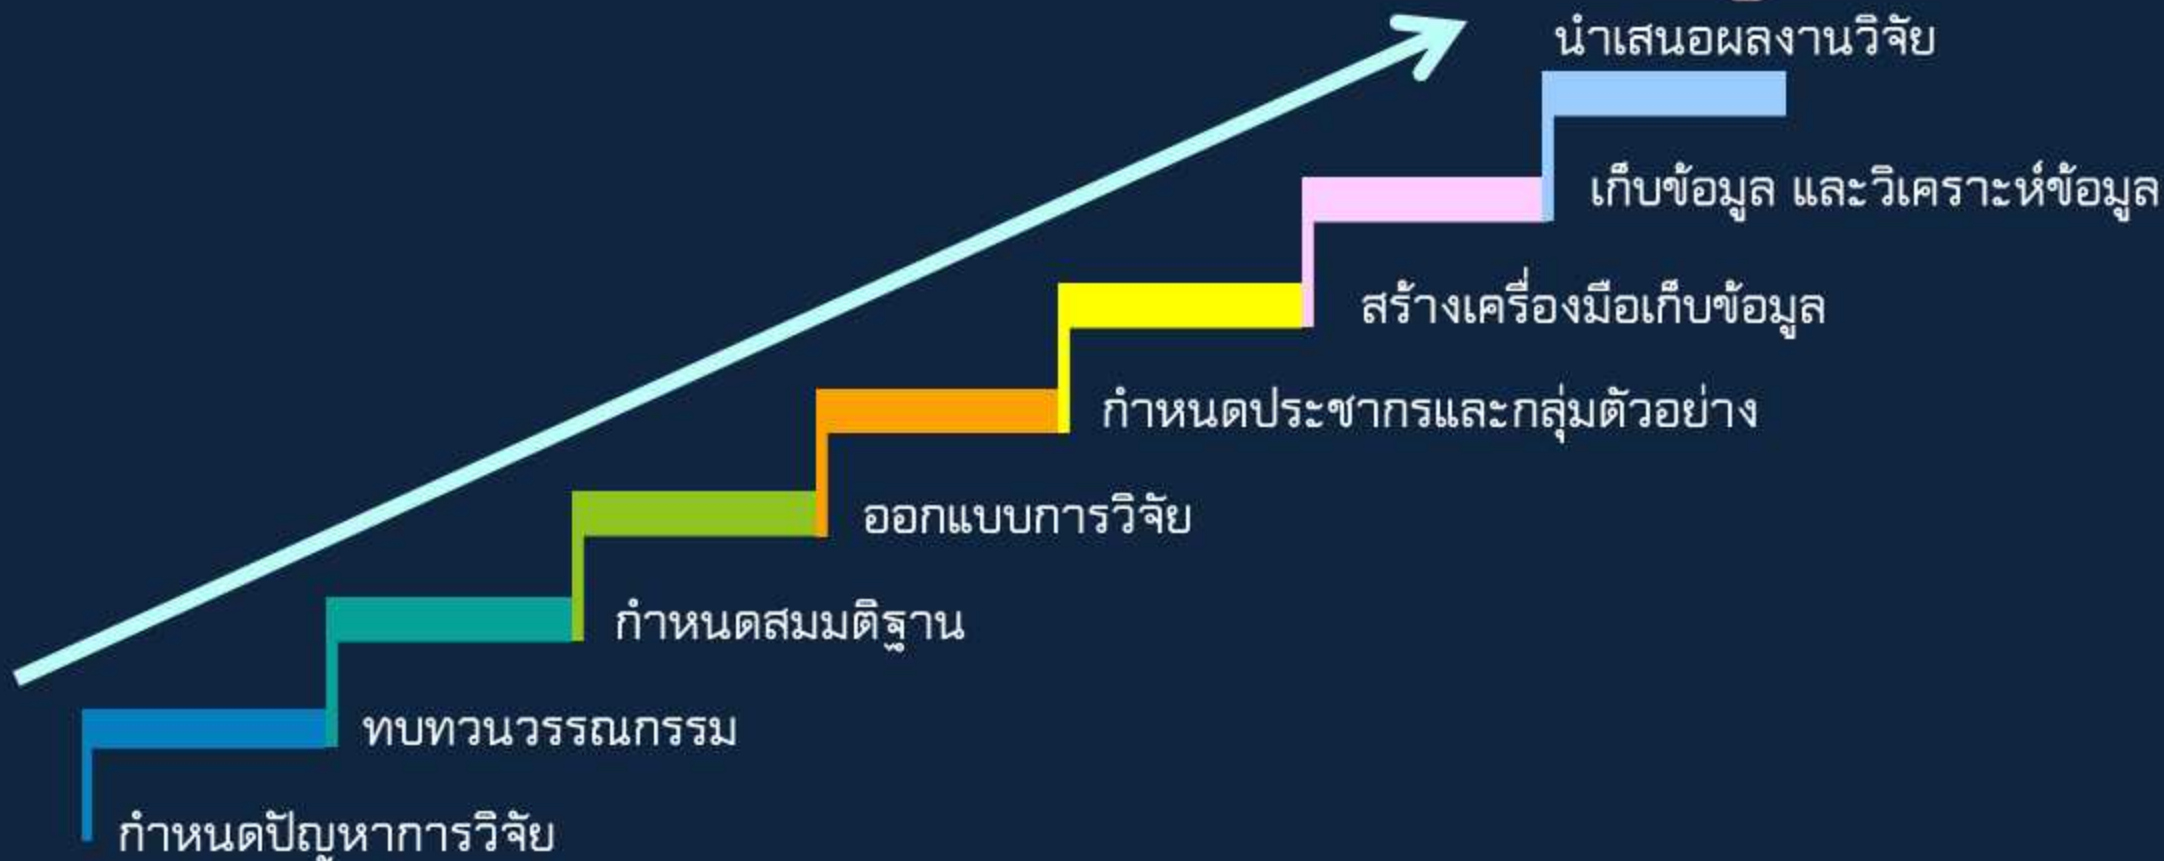 นำเสนอผลงานวิจัย
เก็บข้อมูล และวิเคราะห์ข้อมูล
สร้างเครื่องมือเก็บข้อมูล
กำหนดประชากรและกลุ่มตัวอย่าง
ออกแบบการวิจัย
กำหนดสมมติฐาน
ทบทวนวรรณกรรม
กำหนดปัญหาการวิจัย